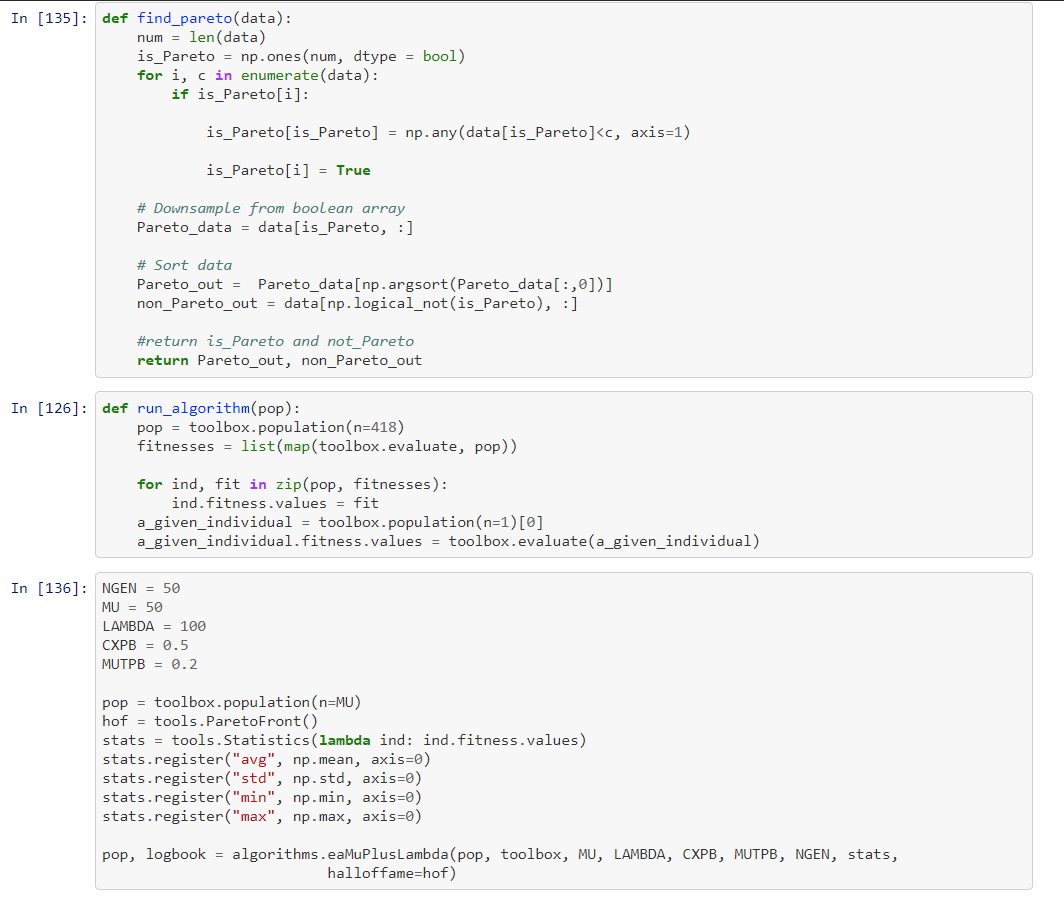 In [135]: def find_pareto(data):
    num = len(data)
    is_Pareto = np.ones(num, dtype = bool)
    for i, c in enumerate(data):
        if is_Pareto[i]:
            is_Pareto[is_Pareto] = np.any(data[is_Pareto]<c, axis=1)
            is_Pareto[i] = True
    # Downsample from boolean array
    Pareto_data = data[is_Pareto, :]
    # Sort data
    Pareto_out =  Pareto_data[np.argsort(Pareto_data[:,0])]
    non_Pareto_out = data[np.logical_not(is_Pareto), :]
    #return is_Pareto and not_Pareto
    return Pareto_out, non_Pareto_out
In [126]: def run_algorithm(pop):
    pop = toolbox.population(n=418)
    fitnesses = list(map(toolbox.evaluate, pop))
    for ind, fit in zip(pop, fitnesses):
        ind.fitness.values = fit
    a_given_individual = toolbox.population(n=1)[0]
    a_given_individual.fitness.values = toolbox.evaluate(a_given_individual)
In [136]: NGEN = 50
MU = 50
LAMBDA = 100
CXPB = 0.5
MUTPB = 0.2
pop = toolbox.population(n=MU)
hof = tools.ParetoFront()
stats = tools.Statistics(lambda ind: ind.fitness.values)
stats.register("avg", np.mean, axis=0)
stats.register("std", np.std, axis=0)
stats.register("min", np.min, axis=0)
stats.register("max", np.max, axis=0)
pop, logbook = algorithms.eaMuPlusLambda(pop, toolbox, MU, LAMBDA, CXPB, MUTPB, NGEN, stats,
                          halloffame=hof)